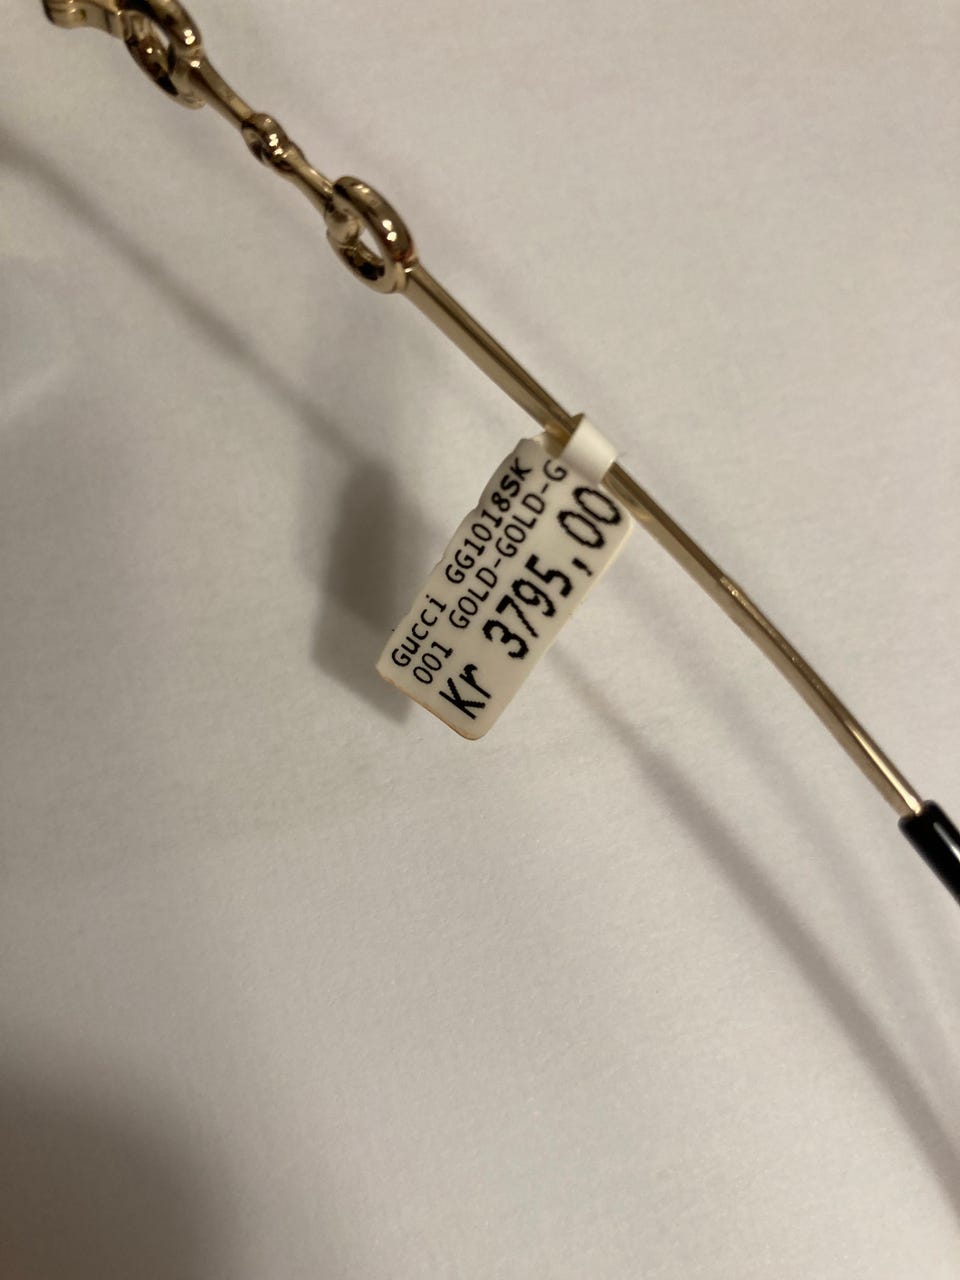 Gucci GG1018SK
001 GOLD-GOLD-G
Kr 3795,00